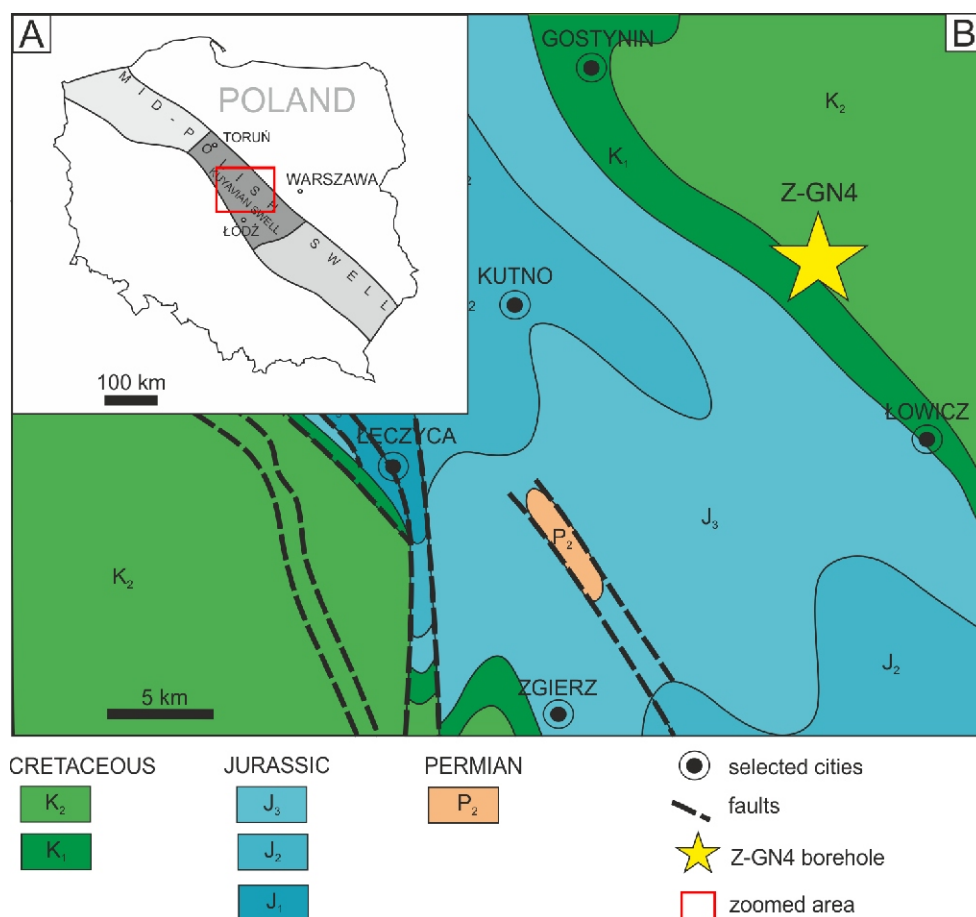 A
B
POLAND
MID-POLISH SWELL
TORUŃ
KUYAVIAN SWELL
WARSZAWA
ŁÓDŹ
100 km
GOSTYNIN
K₂
K₁
Z-GN4
2
KUTNO
2
ŁOWICZ
ŁĘCZYCA
J₃
P₂
K₂
J₂
ZGIERZ
5 km
CRETACEOUS
K₂
K₁
JURASSIC
J₃
J₂
J₁
PERMIAN
P₂
selected cities
faults
Z-GN4 borehole
zoomed area